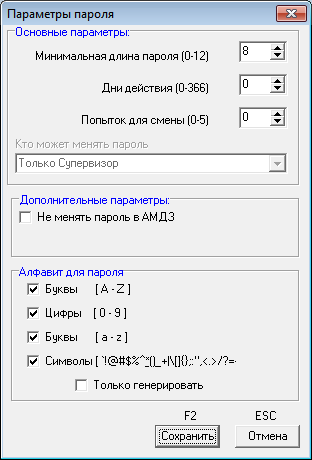 Параметры пароля
Основные параметры:
Минимальная длина пароля (0-12) 8
Дни действия (0-366) 0
Попыток для смены (0-5) 0
Кто может менять пароль
Только Супервизор
Дополнительные параметры:
Не менять пароль в АМДЗ
Алфавит для пароля
Буквы [ A - Z ]
Цифры [ 0 - 9 ]
Буквы [ a - z ]
Символы [ `!@#$%^*()_+|\[]{};:",<.>/?=-
Только генерировать
F2 ESC
Сохранить Отмена